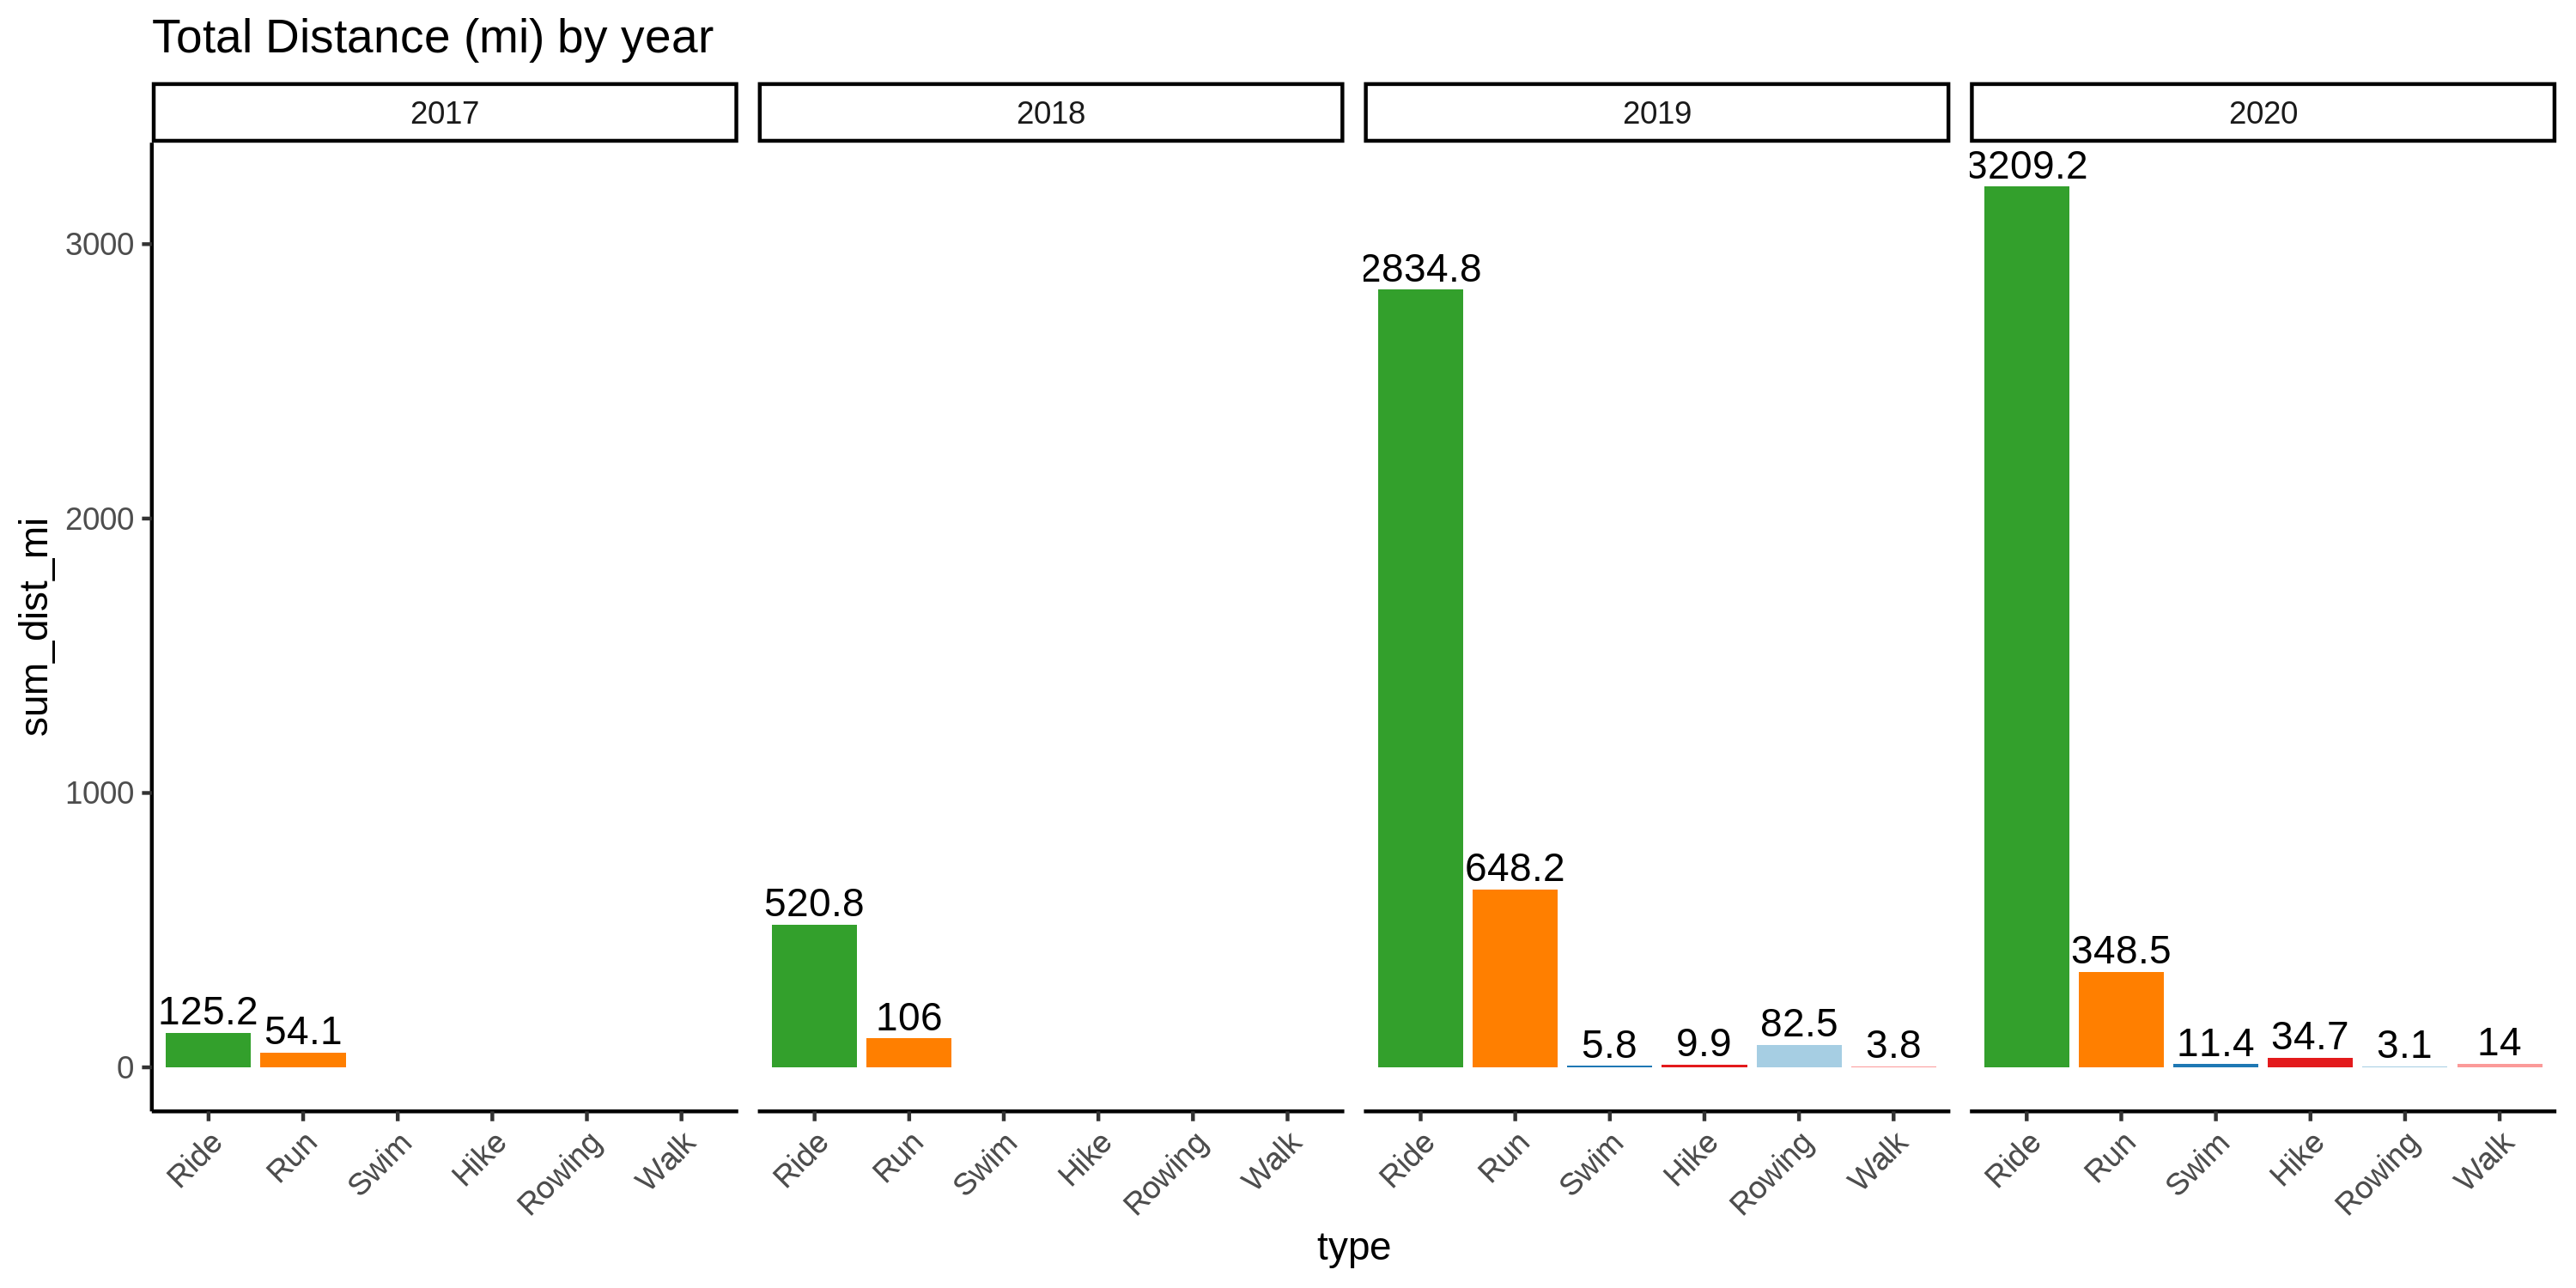 Total Distance (mi) by year
2017 2018 2019 2020
sum_dist_mi
3000
2000
1000
0
125.2 54.1
520.8 106
2834.8 648.2 5.8 9.9 82.5 3.8
3209.2 348.5 11.4 34.7 3.1 14
Ride Run Swim Hike Rowing Walk
Ride Run Swim Hike Rowing Walk
Ride Run Swim Hike Rowing Walk
Ride Run Swim Hike Rowing Walk
type